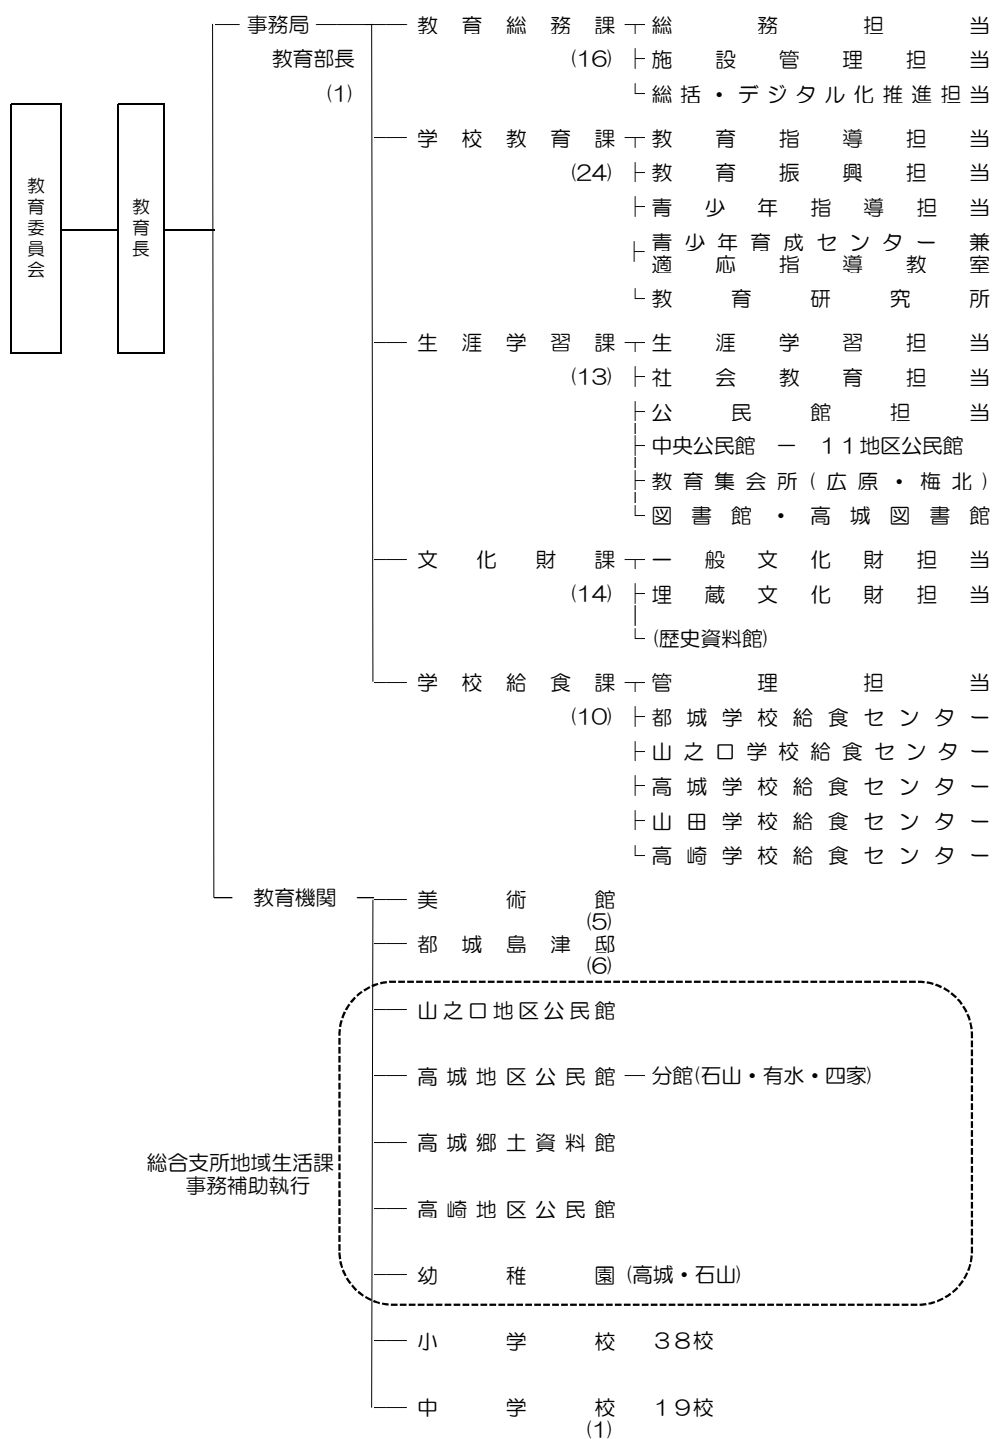 教育委員会
教育長
事務局
教育部長
(1)
教育総務課
(16)
総務担当
施設管理担当
総括・デジタル化推進担当
学校教育課
(24)
教育指導担当
教育振興担当
青少年指導担当
青少年育成センター 兼
適応指導教室
教育研究所
生涯学習課
(13)
生涯学習担当
社会教育担当
公民館担当
中央公民館 ー 11地区公民館
教育集会所(広原・梅北)
図書館・高城図書館
文化財課
(14)
一般文化財担当
埋蔵文化財担当
(歴史資料館)
学校給食課
(10)
管理担当
都城学校給食センター
山之口学校給食センター
高城学校給食センター
山田学校給食センター
高崎学校給食センター
教育機関
美術館
(5)
都城島津邸
(6)
山之口地区公民館
高城地区公民館 ― 分館(石山・有水・四家)
高城郷土資料館
総合支所地域生活課
事務補助執行
高崎地区公民館
幼稚園 (高城・石山)
小学校 38校
中学校 19校
(1)